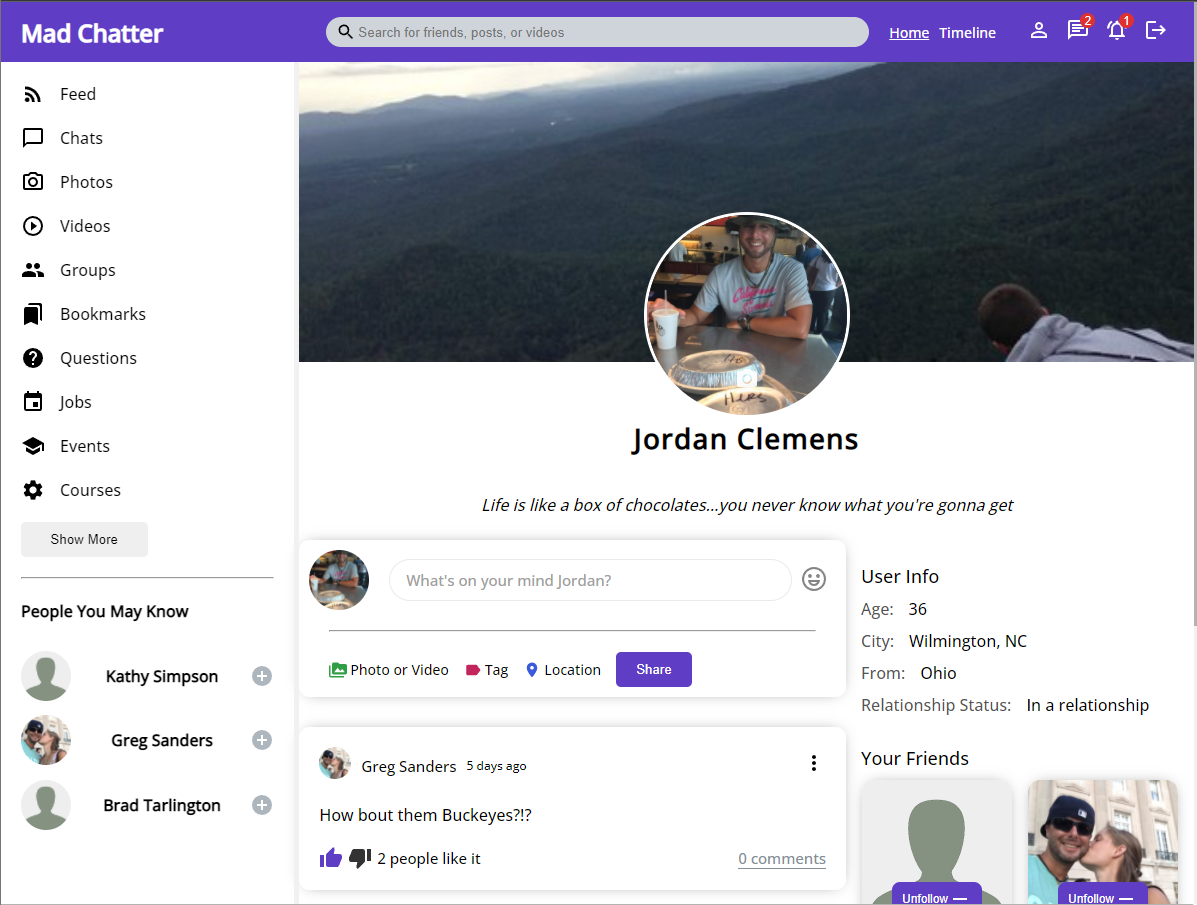 Mad Chatter
Search for friends, posts, or videos
Home Timeline
2
1
Feed
Chats
Photos
Videos
Groups
Bookmarks
Questions
Jobs
Events
Courses
Show More
People You May Know
Kathy Simpson
Greg Sanders
Brad Tarlington
Hers
Jordan Clemens
Life is like a box of chocolates...you never know what you're gonna get
What's on your mind Jordan?
Photo or Video Tag Location Share
Greg Sanders 5 days ago
How bout them Buckeyes?!?
2 people like it 0 comments
User Info
Age: 36
City: Wilmington, NC
From: Ohio
Relationship Status: In a relationship
Your Friends
Unfollow
Unfollow